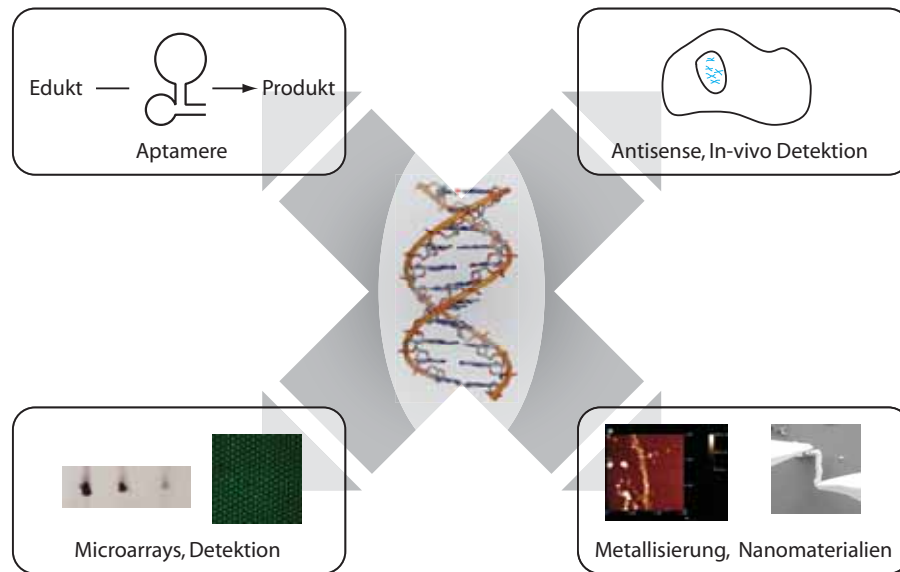 Edukt
Produkt
Aptamere
Antisense, In-vivo Detektion
Microarrays, Detektion
Metallisierung, Nanomaterialien